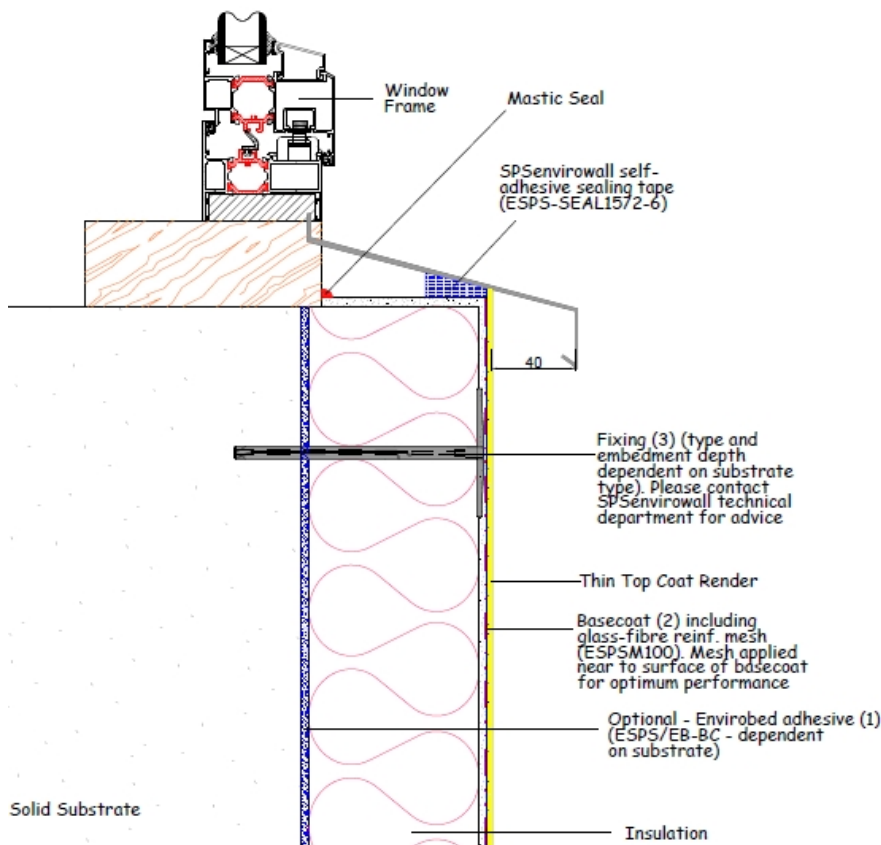 Window
Frame
Mastic Seal
SPSenvirowall self-
adhesive sealing tape
(ESPS-SEAL1572-6)
40
Fixing (3) (type and
embedment depth
dependent on substrate
type). Please contact
SPSenvirowall technical
department for advice
Thin Top Coat Render
Basecoat (2) including
glass-fibre reinf. mesh
(ESPSM100). Mesh applied
near to surface of basecoat
for optimum performance
Optional - Envirobed adhesive (1)
(ESPS/EB-BC - dependent
on substrate)
Solid Substrate
Insulation